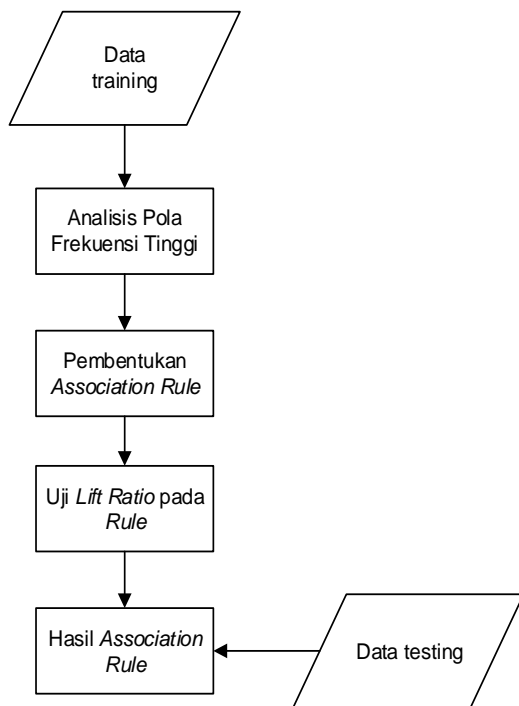 Data
training
Analisis Pola
Frekuensi Tinggi
Pembentukan
Association Rule
Uji Lift Ratio pada
Rule
Hasil Association
Rule
Data testing